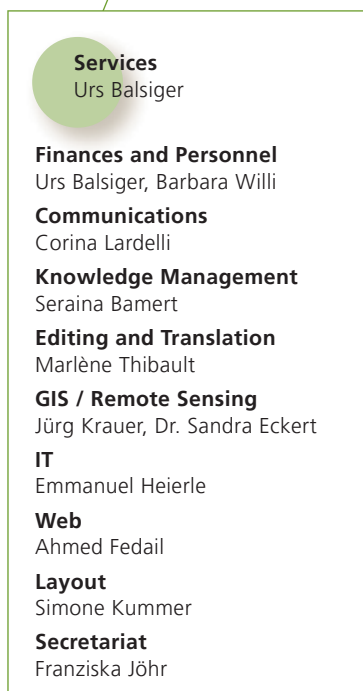 Services
Urs Balsiger
Finances and Personnel
Urs Balsiger, Barbara Willi
Communications
Corina Lardelli
Knowledge Management
Seraina Bamert
Editing and Translation
Marlène Thibault
GIS / Remote Sensing
Jürg Krauer, Dr. Sandra Eckert
IT
Emmanuel Heierle
Web
Ahmed Fedail
Layout
Simone Kummer
Secretariat
Franziska Jöhr